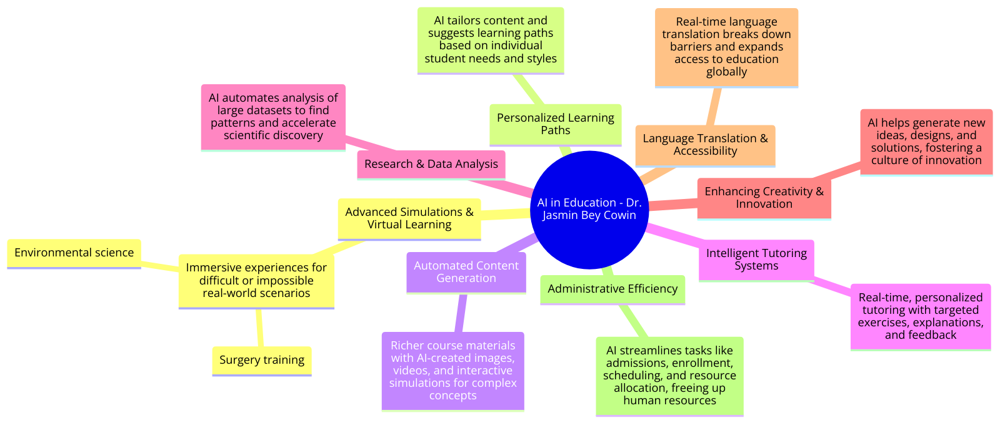 AI tailors content and
suggests learning paths
based on individual
student needs and styles
Real-time language
translation breaks down
barriers and expands
access to education
globally
AI automates analysis of
large datasets to find
patterns and accelerate
scientific discovery
Personalized Learning
Paths
Language Translation &
Accessibility
AI helps generate new
ideas, designs, and
solutions, fostering a
culture of innovation
Research & Data Analysis
Enhancing Creativity &
Innovation
AI in Education - Dr.
Jasmin Bey Cowin
Advanced Simulations &
Virtual Learning
Environmental science
Immersive experiences for
difficult or impossible
real-world scenarios
Surgery training
Automated Content
Generation
Richer course materials
with AI-created images,
videos, and interactive
simulations for complex
concepts
Administrative Efficiency
AI streamlines tasks like
admissions, enrollment,
scheduling, and resource
allocation, freeing up
human resources
Intelligent Tutoring
Systems
Real-time, personalized
tutoring with targeted
exercises, explanations,
and feedback